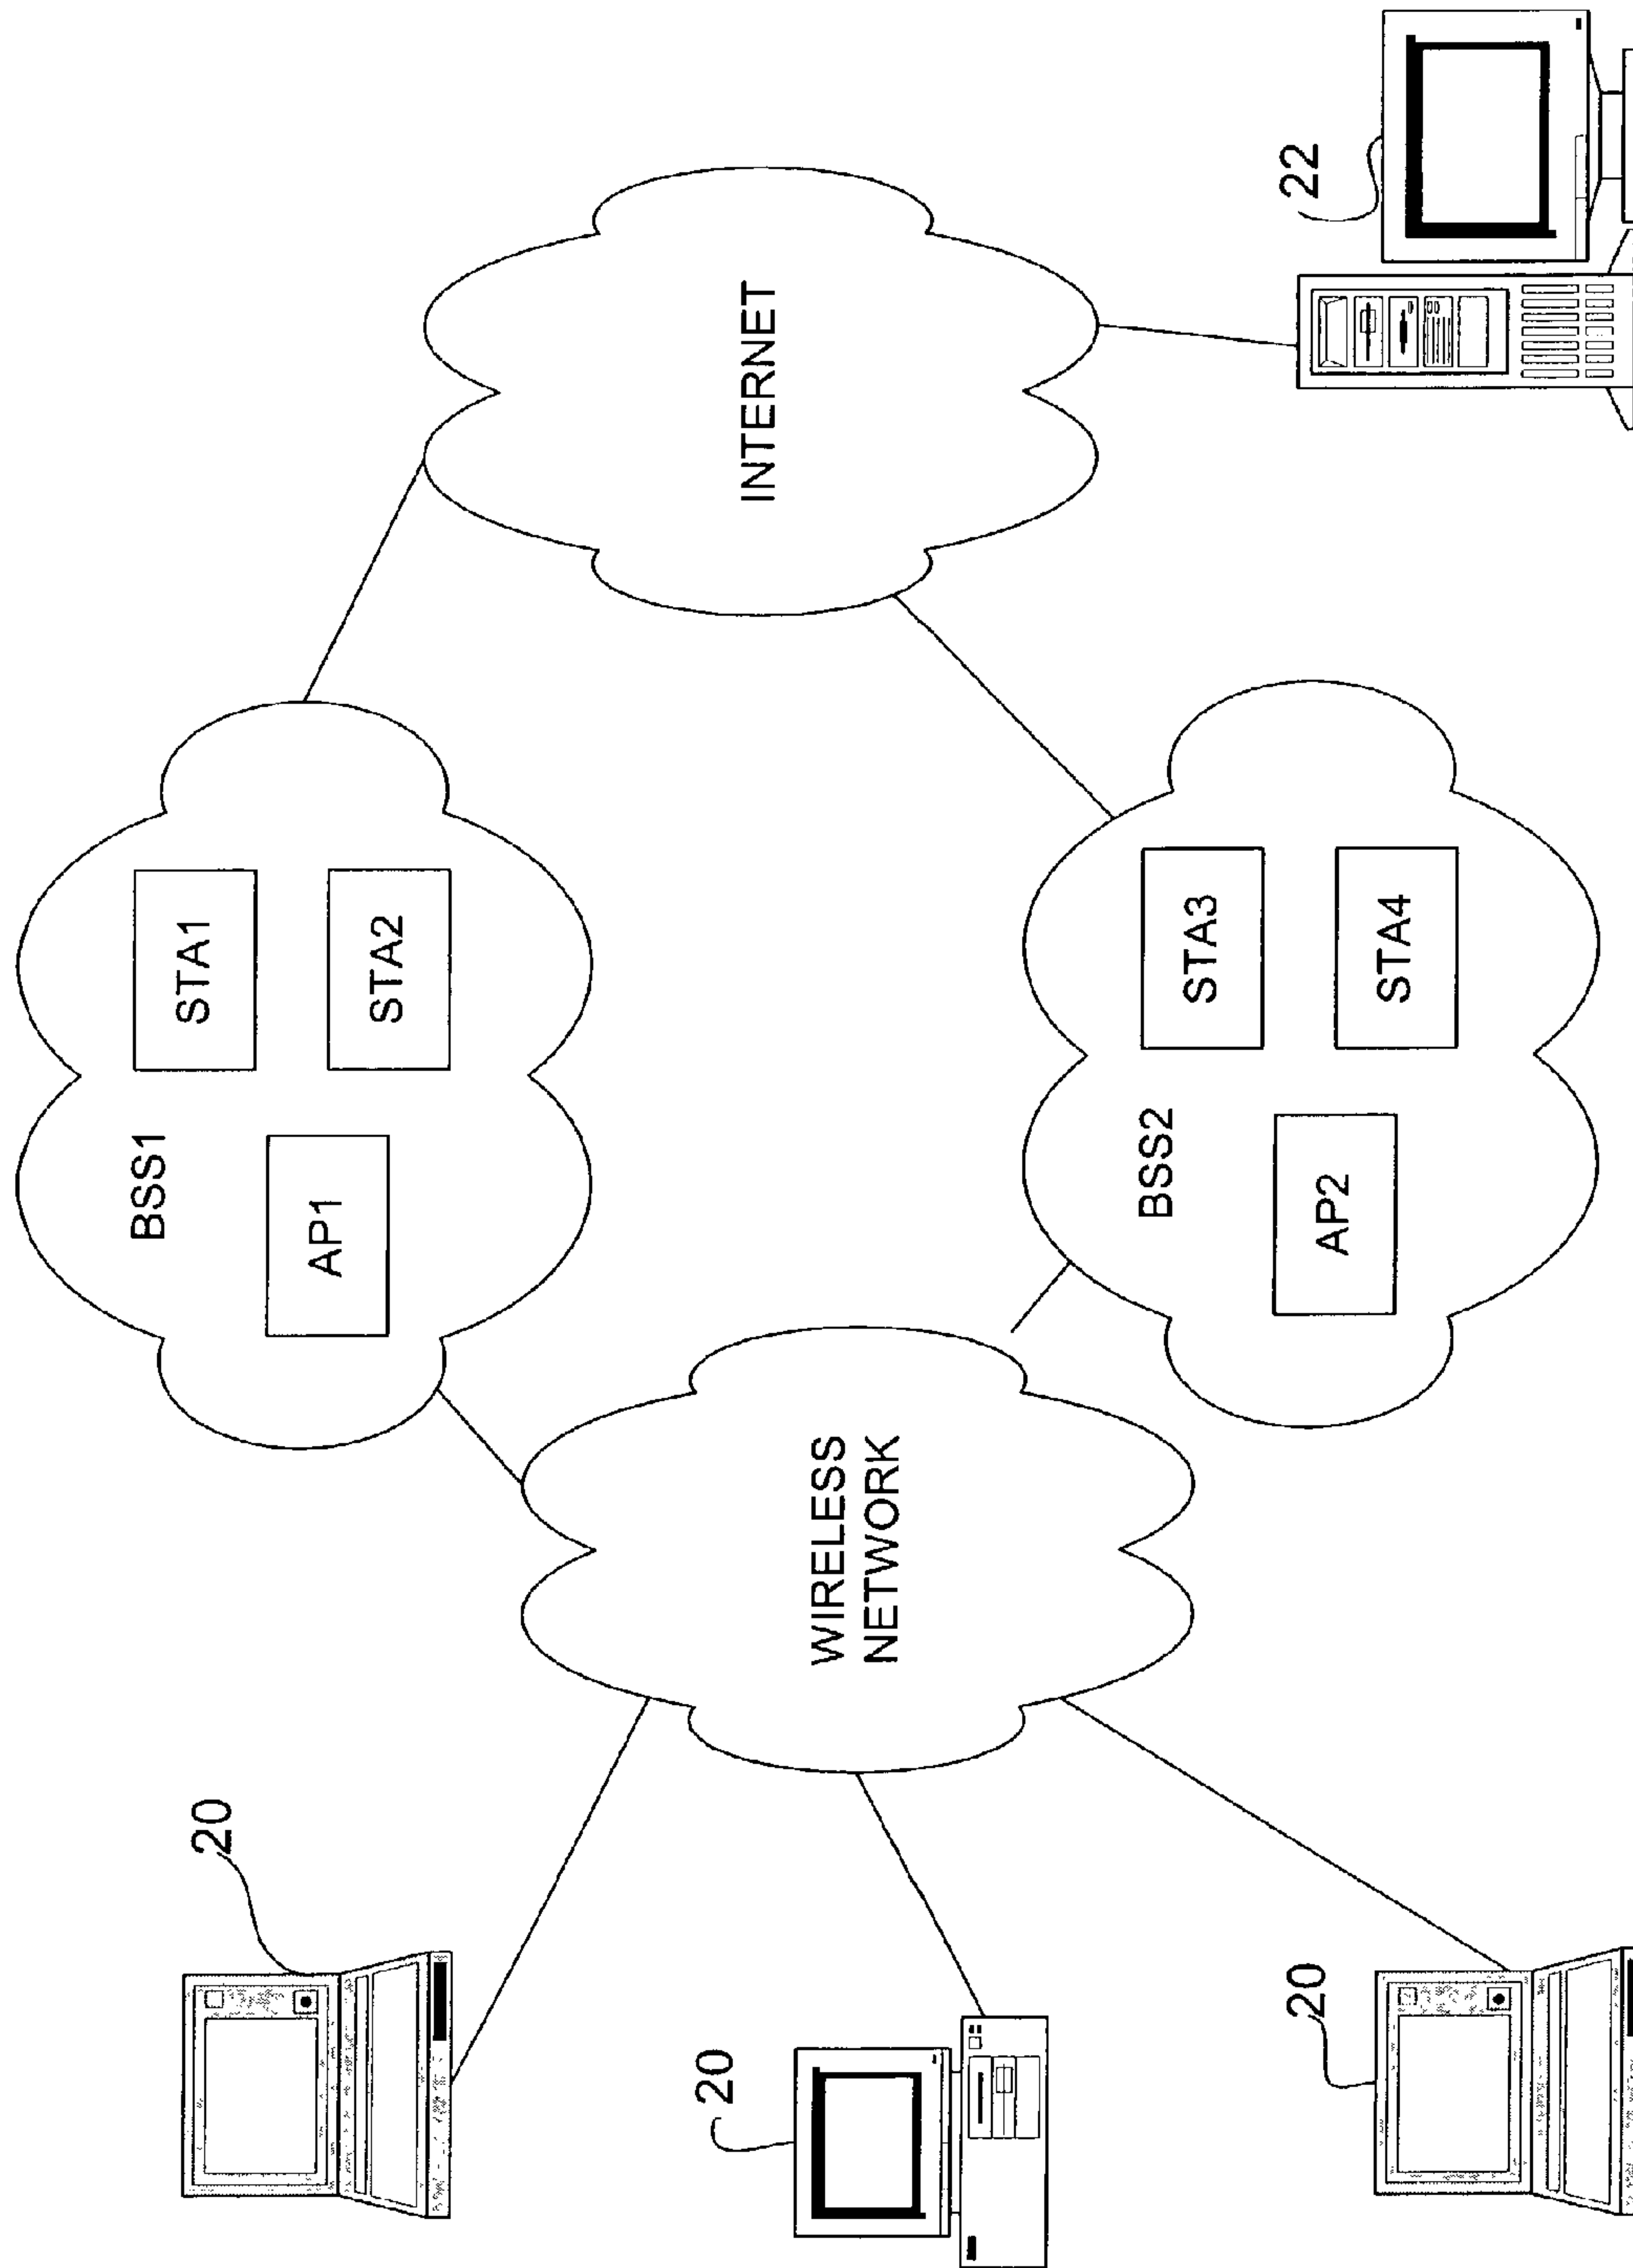 20
20
20
WIRELESS
NETWORK
BSS1
AP1
STA1
STA2
BSS2
AP2
STA3
STA4
INTERNET
22